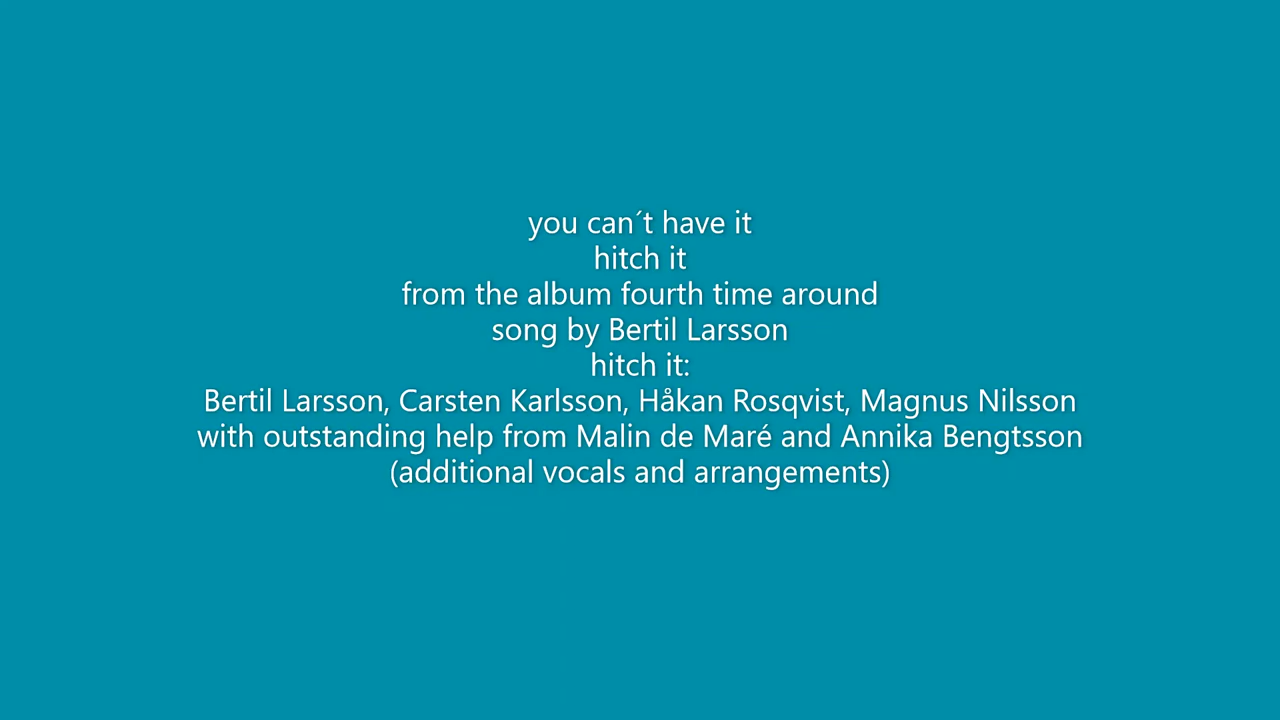 you can´t have it
hitch it
from the album fourth time around
song by Bertil Larsson
hitch it:
Bertil Larsson, Carsten Karlsson, Håkan Rosqvist, Magnus Nilsson
with outstanding help from Malin de Maré and Annika Bengtsson
(additional vocals and arrangements)